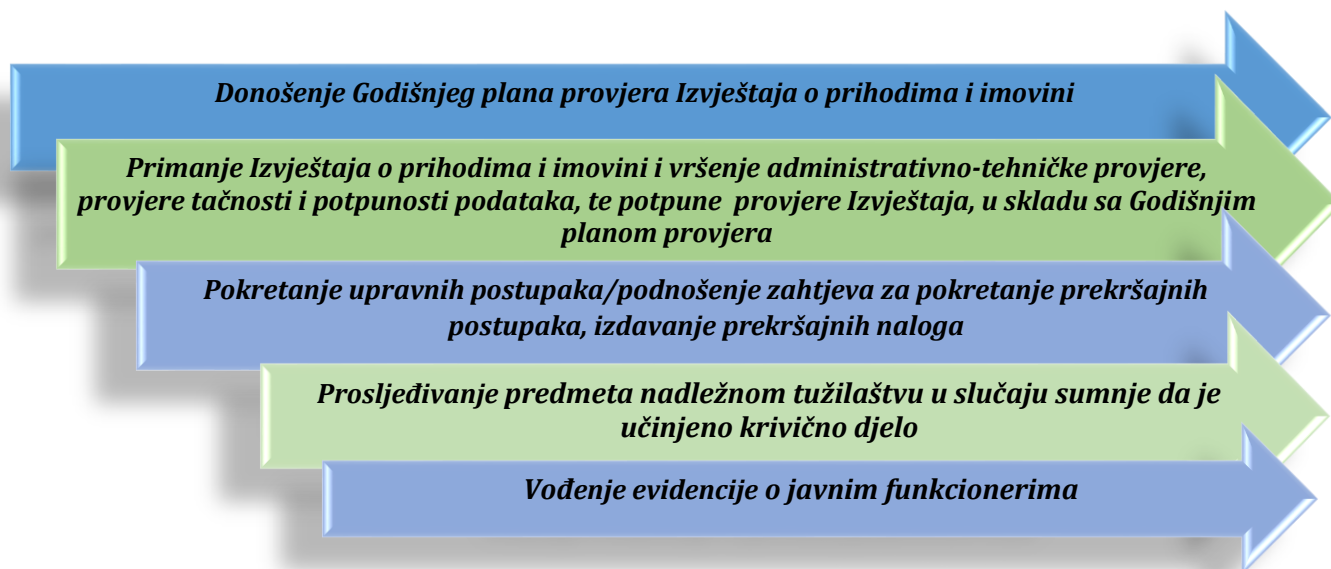 Donošenje Godišnjeg plana provjera Izvještaja o prihodima i imovini
Primanje Izvještaja o prihodima i imovini i vršenje administrativno-tehničke provjere,
provjere tačnosti i potpunosti podataka, te potpune provjere Izvještaja, u skladu sa Godišnjim
planom provjera
Pokretanje upravnih postupaka/podnošenje zahtjeva za pokretanje prekršajnih
postupaka, izdavanje prekršajnih naloga
Prosljeđivanje predmeta nadležnom tužilaštvu u slučaju sumnje da je
učinjeno krivično djelo
Vođenje evidencije o javnim funkcionerima